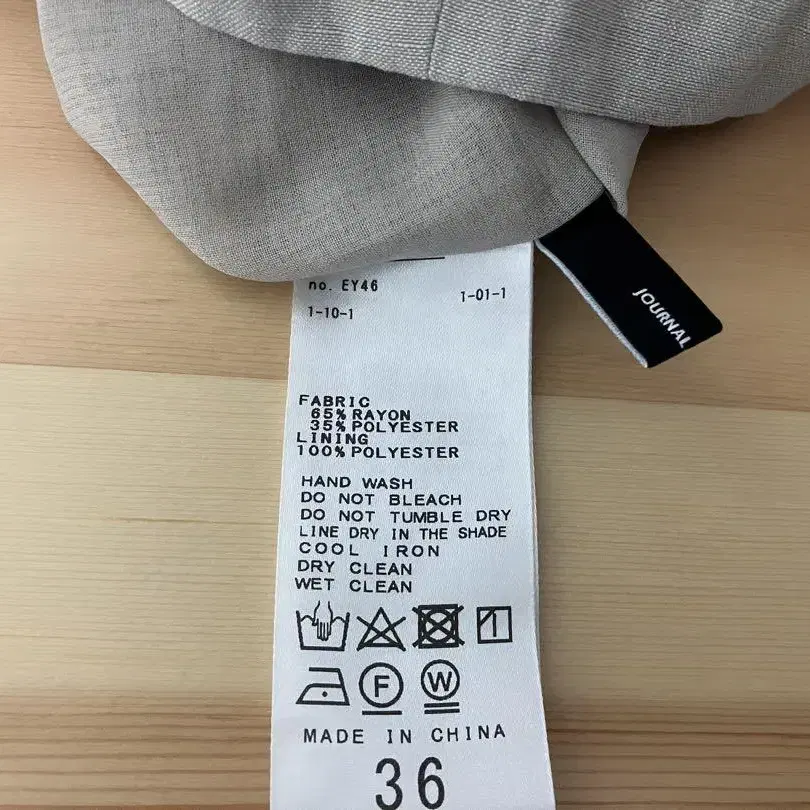 no. EY46
1-01-1
1-10-1
JOURNAL
FABRIC
65% RAYON
35% POLYESTER
LINING
100% POLYESTER
HAND WASH
DO NOT BLEACH
DO NOT TUMBLE DRY
LINE DRY IN THE SHADE
COOL IRON
DRY CLEAN
WET CLEAN
F
W
MADE IN CHINA
36